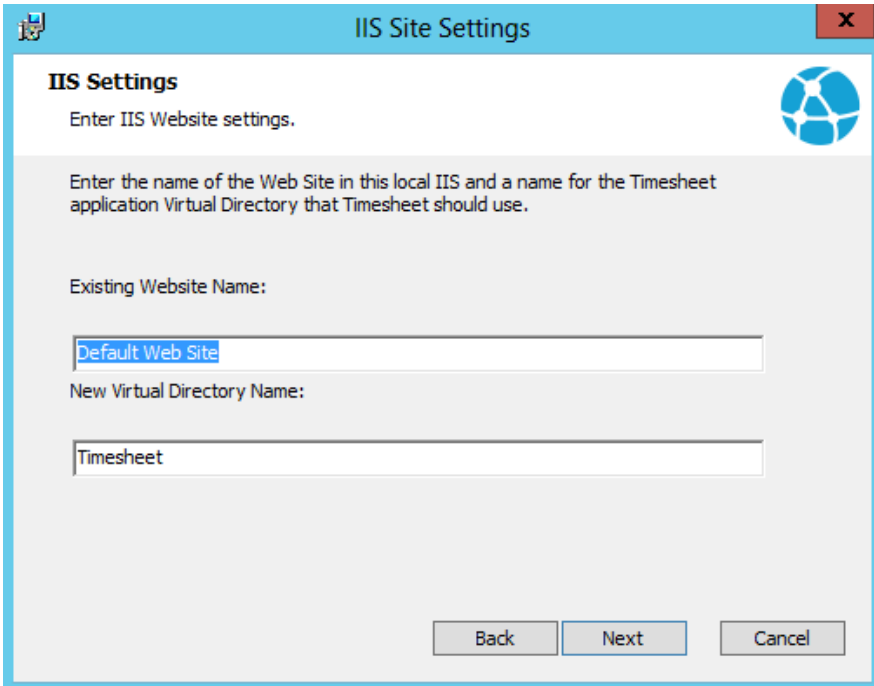 IIS Site Settings
x
IIS Settings
Enter IIS Website settings.
Enter the name of the Web Site in this local IIS and a name for the Timesheet
application Virtual Directory that Timesheet should use.
Existing Website Name:
Default Web Site
New Virtual Directory Name:
Timesheet
Back Next Cancel